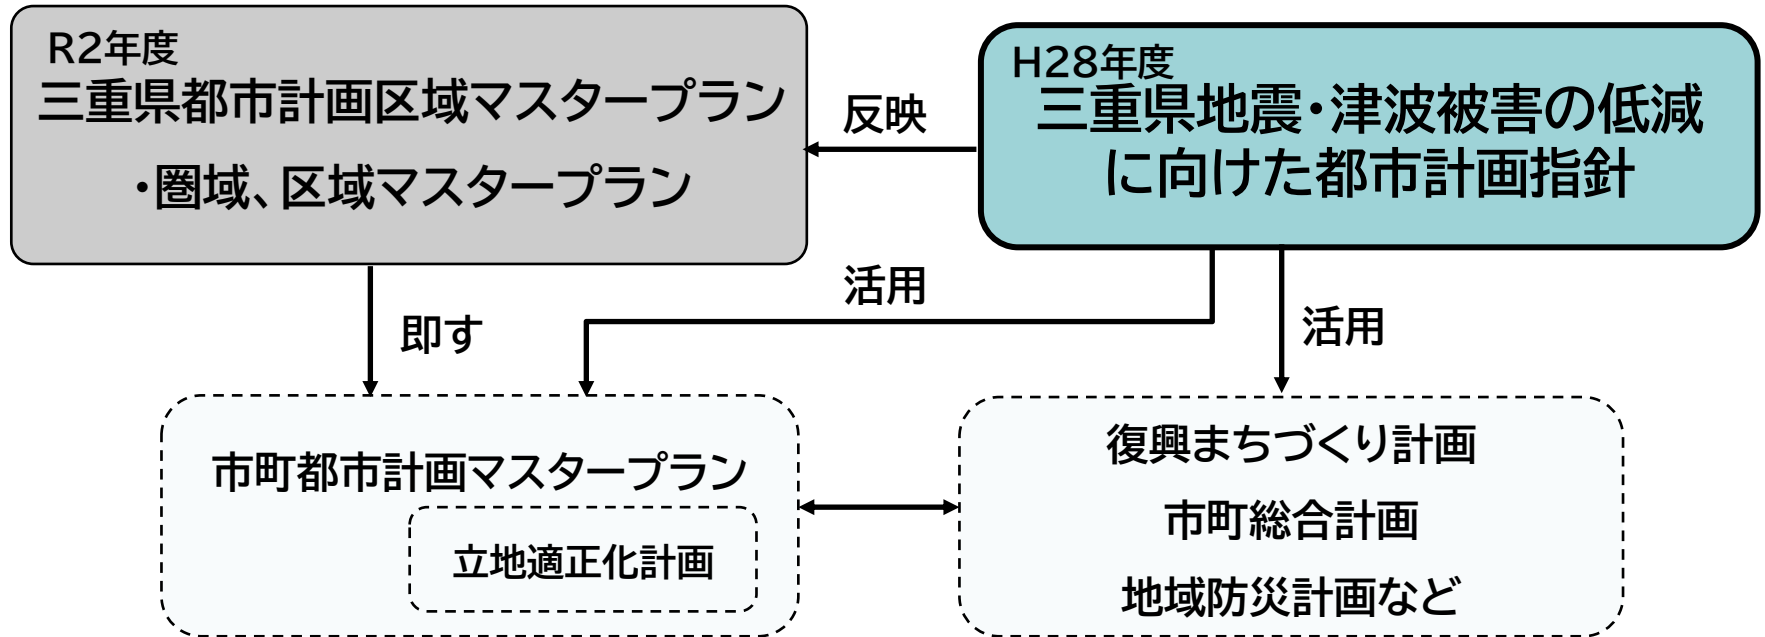 R2年度
三重県都市計画区域マスタープラン
・圏域、区域マスタープラン
反映
H28年度
三重県地震・津波被害の低減
に向けた都市計画指針
即す
活用
活用
市町都市計画マスタープラン
立地適正化計画
復興まちづくり計画
市町総合計画
地域防災計画など